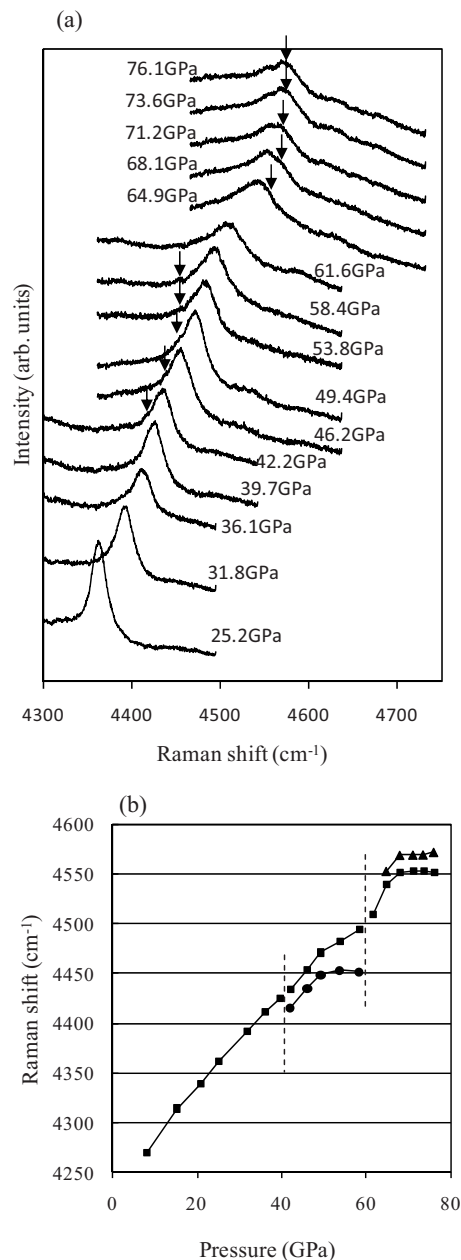 (a)
76.1GPa
73.6GPa
71.2GPa
68.1GPa
64.9GPa
61.6GPa
58.4GPa
53.8GPa
49.4GPa
46.2GPa
42.2GPa
39.7GPa
36.1GPa
31.8GPa
25.2GPa
Intensity (arb. units)
4300 4400 4500 4600 4700
Raman shift (cm⁻¹)
(b)
4600
4550
4500
4450
4400
4350
4300
4250
Raman shift (cm⁻¹)
0 20 40 60 80
Pressure (GPa)